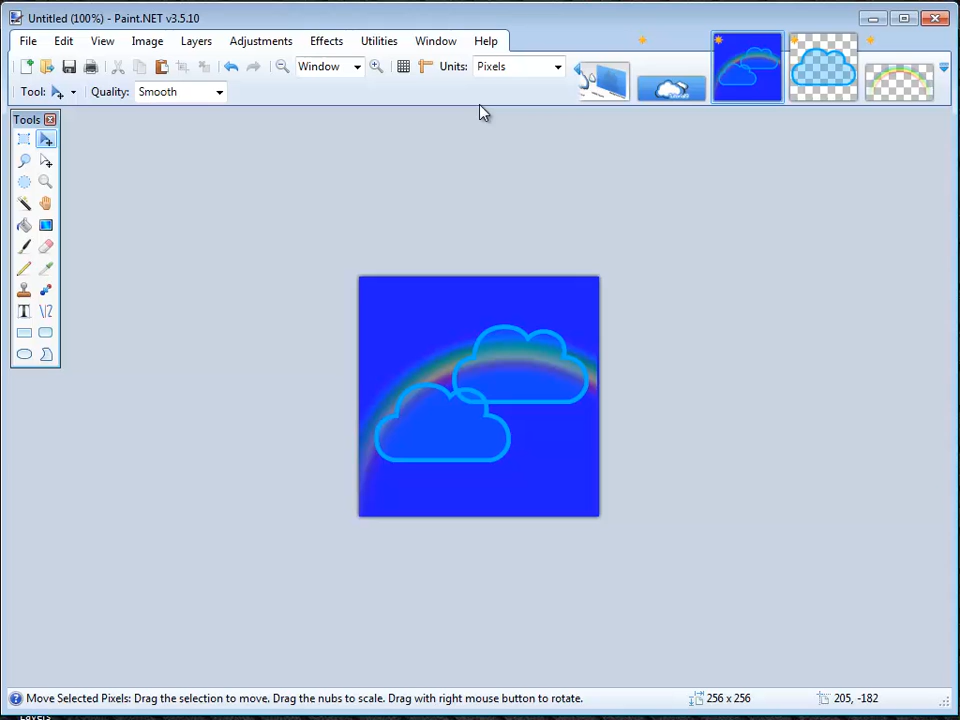 Untitled (100%) - Paint.NET v3.5.10
File Edit View Image Layers Adjustments Effects Utilities Window Help
Window Units: Pixels
Tool: Quality: Smooth
Tools
Move Selected Pixels: Drag the selection to move. Drag the nubs to scale. Drag with right mouse button to rotate. 256 x 256 205, -182
Layers